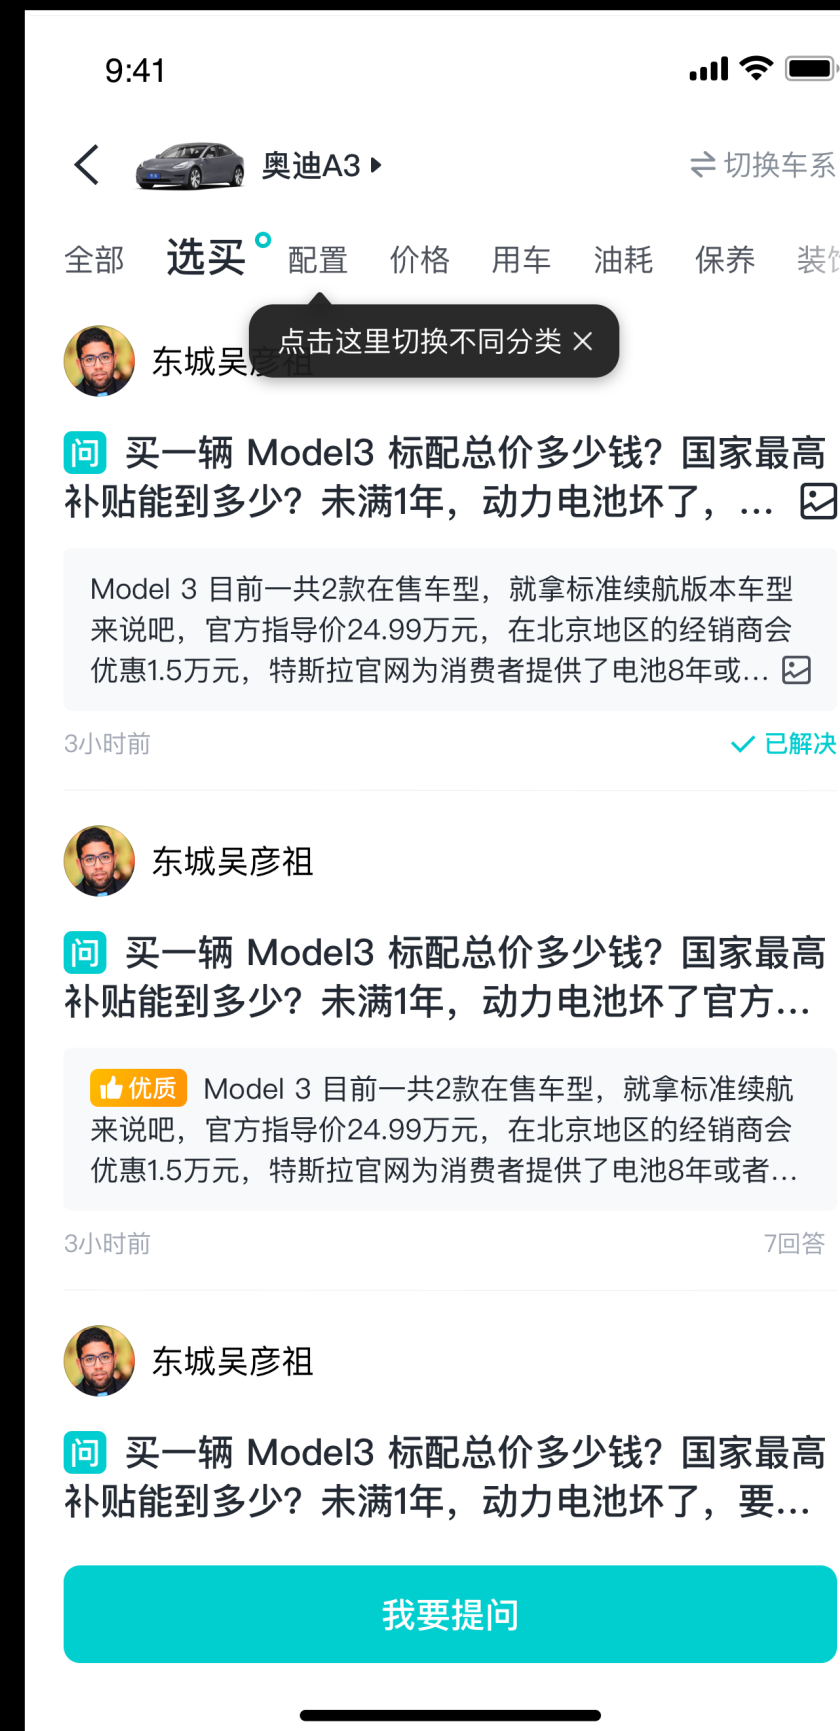 9:41
奥迪A3
切换车系
全部 选买 配置 价格 用车 油耗 保养 装饰
点击这里切换不同分类
东城吴彦祖
问 买一辆 Model3 标配总价多少钱？国家最高
补贴能到多少？未满1年，动力电池坏了，...
Model 3 目前一共2款在售车型，就拿标准续航版本车型
来说吧，官方指导价24.99万元，在北京地区的经销商会
优惠1.5万元，特斯拉官网为消费者提供了电池8年或...
3小时前
已解决
东城吴彦祖
问 买一辆 Model3 标配总价多少钱？国家最高
补贴能到多少？未满1年，动力电池坏了官方...
优质 Model 3 目前一共2款在售车型，就拿标准续航
来说吧，官方指导价24.99万元，在北京地区的经销商会
优惠1.5万元，特斯拉官网为消费者提供了电池8年或者...
3小时前
7回答
东城吴彦祖
问 买一辆 Model3 标配总价多少钱？国家最高
补贴能到多少？未满1年，动力电池坏了，要...
我要提问